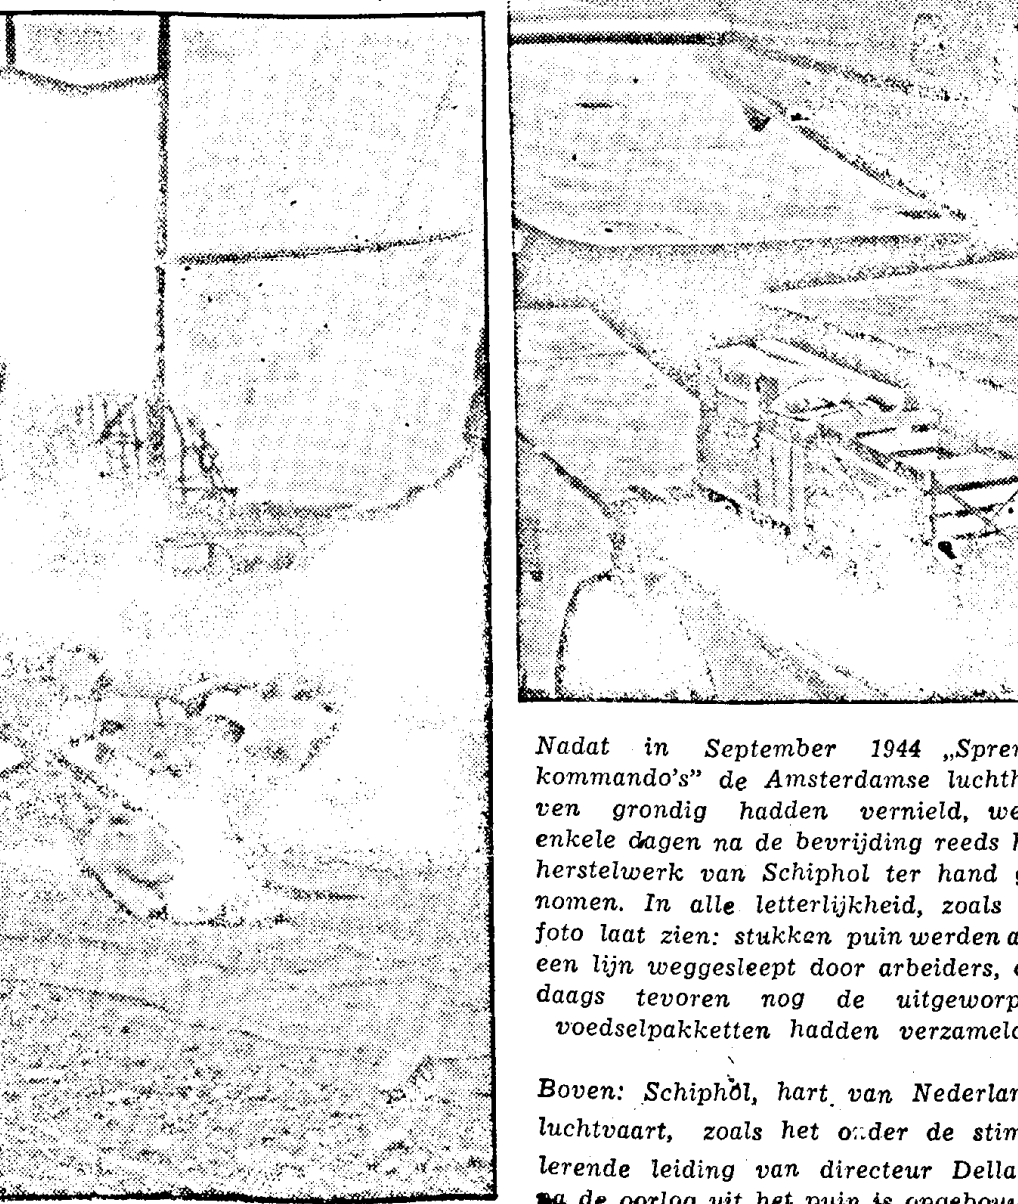 Nadat in September 1944 „Spren
kommando's” de Amsterdamse luchth
ven grondig hadden vernield, we
enkele dagen na de bevrijding reeds h
herstelwerk van Schiphol ter hand g
nomen. In alle letterlijkheid, zoals
foto laat zien: stukken puin werden a
een lijn weggesleept door arbeiders, d
daags tevoren nog de uitgeworp
voedselpakketten hadden verzameld
Boven: Schiphol, hart van Nederlan
luchtvaart, zoals het onder de stim
lerende leiding van directeur Della
na de oorlog uit het puin is opgebouw